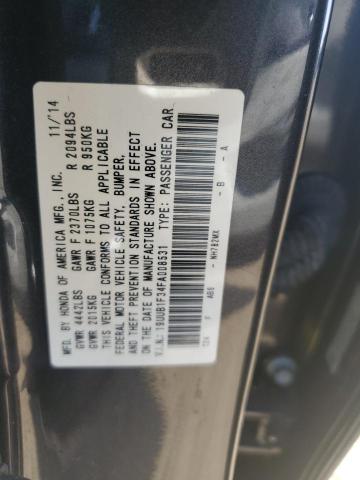 MFD. BY HONDA OF AMERICA MFG., INC. 11/'14
GVWR 4442LBS GAWR F 2370LBS R 2094LBS
GVWR 2015KG GAWR F 1075KG R 950KG
THIS VEHICLE CONFORMS TO ALL APPLICABLE
FEDERAL MOTOR VEHICLE SAFETY, BUMPER,
AND THEFT PREVENTION STANDARDS IN EFFECT
ON THE DATE OF MANUFACTURE SHOWN ABOVE.
V.I.N.: 19UUB1F34FA008531 TYPE: PASSENGER CAR
F AB0 NH782MX - B - A